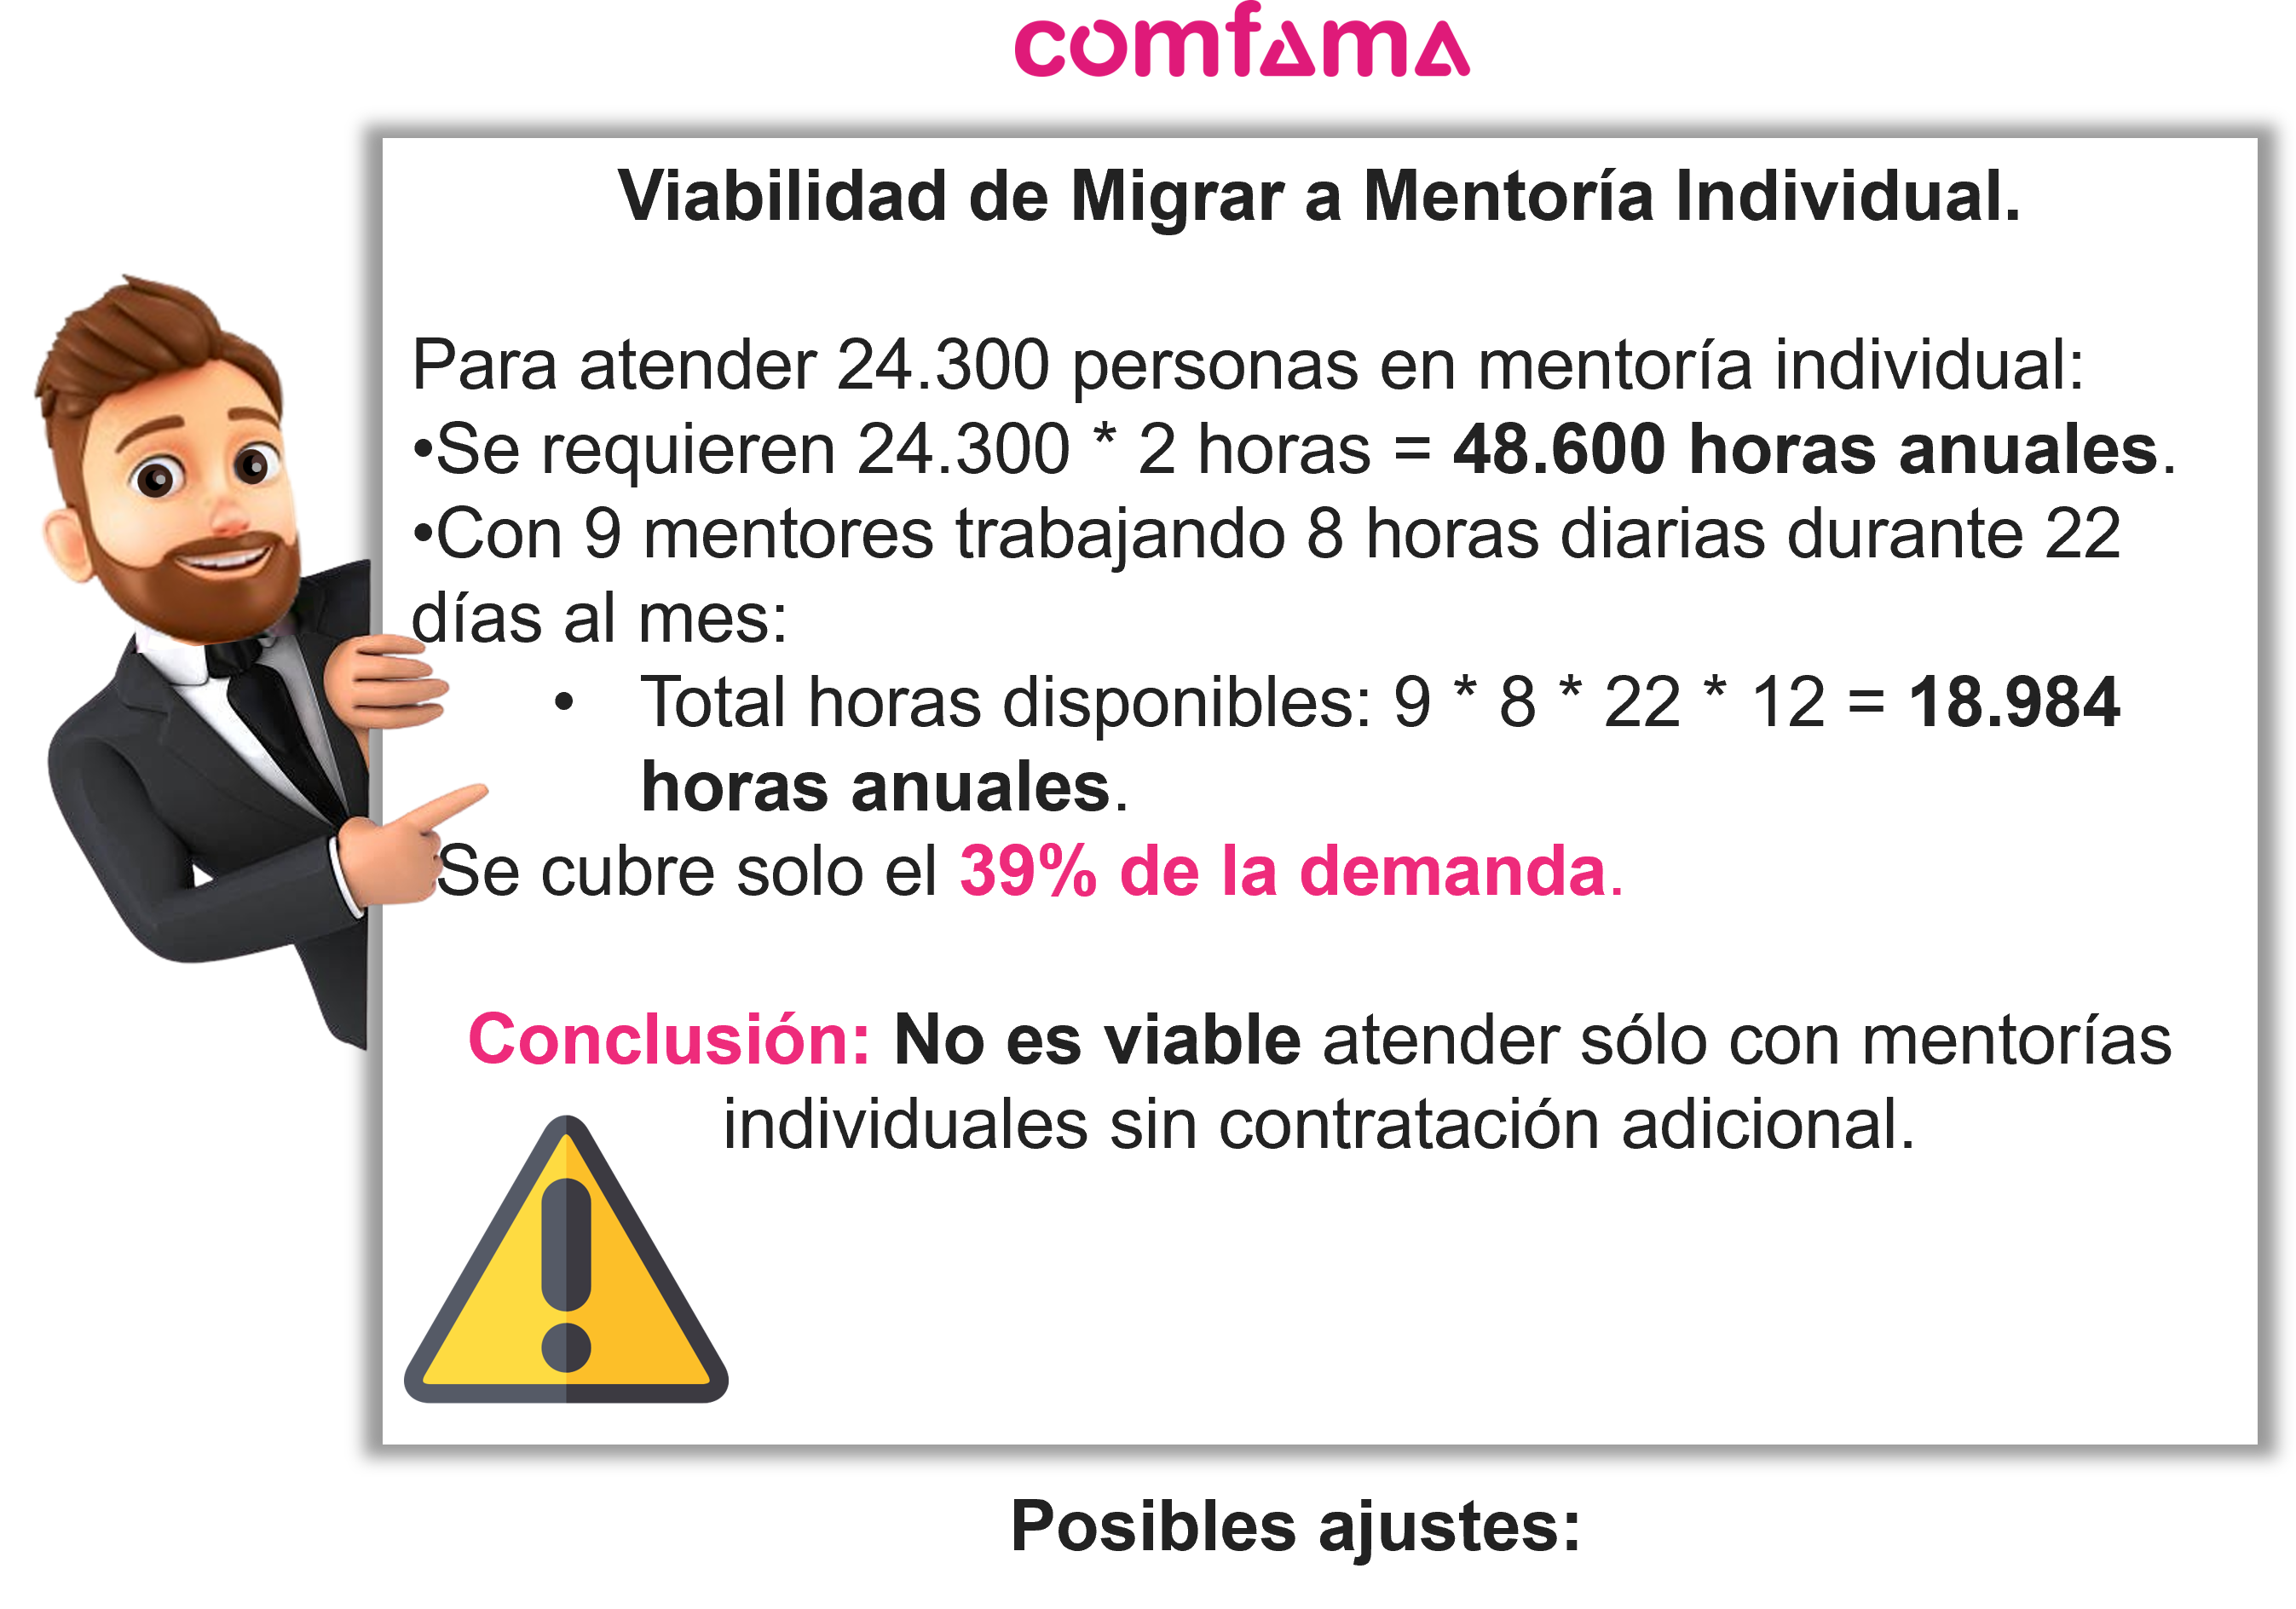 comfama
Viabilidad de Migrar a Mentoría Individual.
Para atender 24.300 personas en mentoría individual:
•Se requieren 24.300 * 2 horas = 48.600 horas anuales.
•Con 9 mentores trabajando 8 horas diarias durante 22
días al mes:
• Total horas disponibles: 9 * 8 * 22 * 12 = 18.984
horas anuales.
Se cubre solo el 39% de la demanda.
Conclusión: No es viable atender sólo con mentorías
individuales sin contratación adicional.
Posibles ajustes: